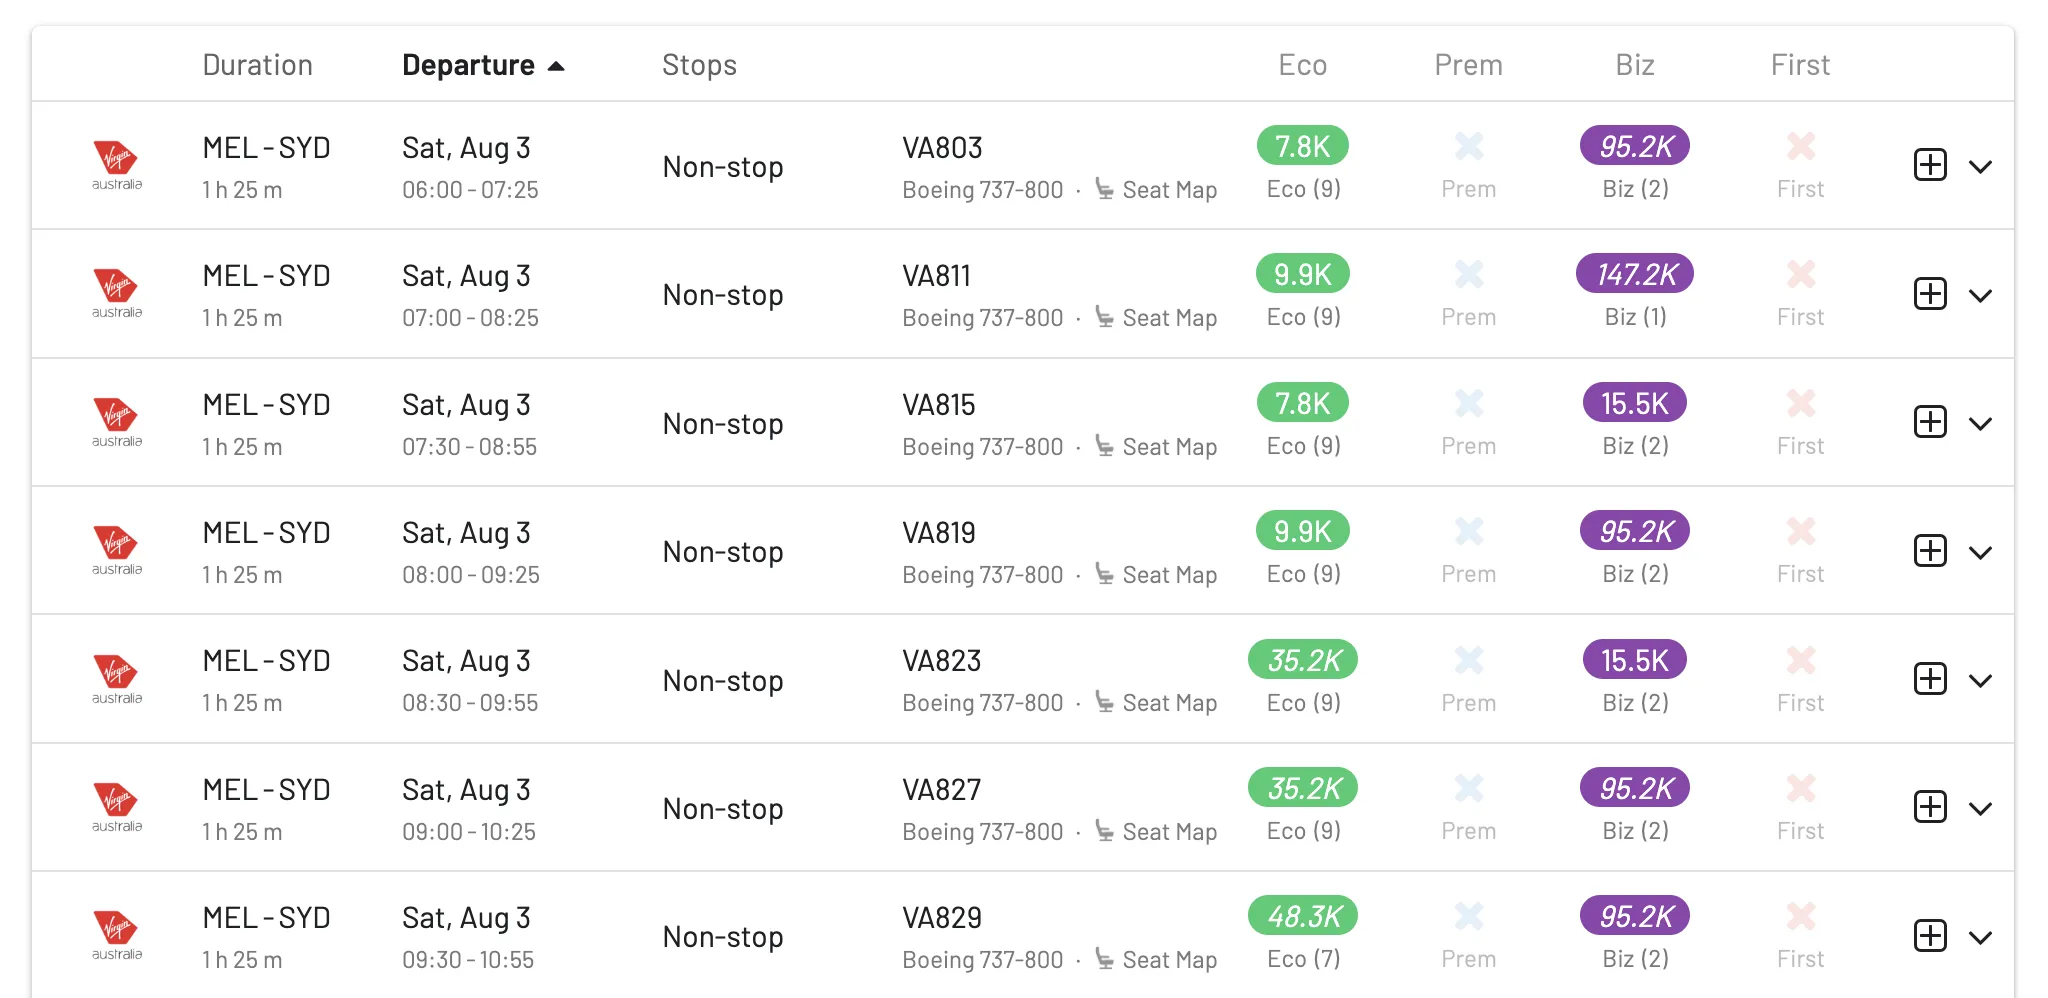 Duration Departure Stops Eco Prem Biz First
Virgin australia MEL - SYD Sat, Aug 3 Non-stop VA803 7.8K 95.2K
1 h 25 m 06:00 - 07:25 Boeing 737-800 · Seat Map Eco (9) Prem Biz (2) First
Virgin australia MEL - SYD Sat, Aug 3 Non-stop VA811 9.9K 147.2K
1 h 25 m 07:00 - 08:25 Boeing 737-800 · Seat Map Eco (9) Prem Biz (1) First
Virgin australia MEL - SYD Sat, Aug 3 Non-stop VA815 7.8K 15.5K
1 h 25 m 07:30 - 08:55 Boeing 737-800 · Seat Map Eco (9) Prem Biz (2) First
Virgin australia MEL - SYD Sat, Aug 3 Non-stop VA819 9.9K 95.2K
1 h 25 m 08:00 - 09:25 Boeing 737-800 · Seat Map Eco (9) Prem Biz (2) First
Virgin australia MEL - SYD Sat, Aug 3 Non-stop VA823 35.2K 15.5K
1 h 25 m 08:30 - 09:55 Boeing 737-800 · Seat Map Eco (9) Prem Biz (2) First
Virgin australia MEL - SYD Sat, Aug 3 Non-stop VA827 35.2K 95.2K
1 h 25 m 09:00 - 10:25 Boeing 737-800 · Seat Map Eco (9) Prem Biz (2) First
Virgin australia MEL - SYD Sat, Aug 3 Non-stop VA829 48.3K 95.2K
1 h 25 m 09:30 - 10:55 Boeing 737-800 · Seat Map Eco (7) Prem Biz (2) First